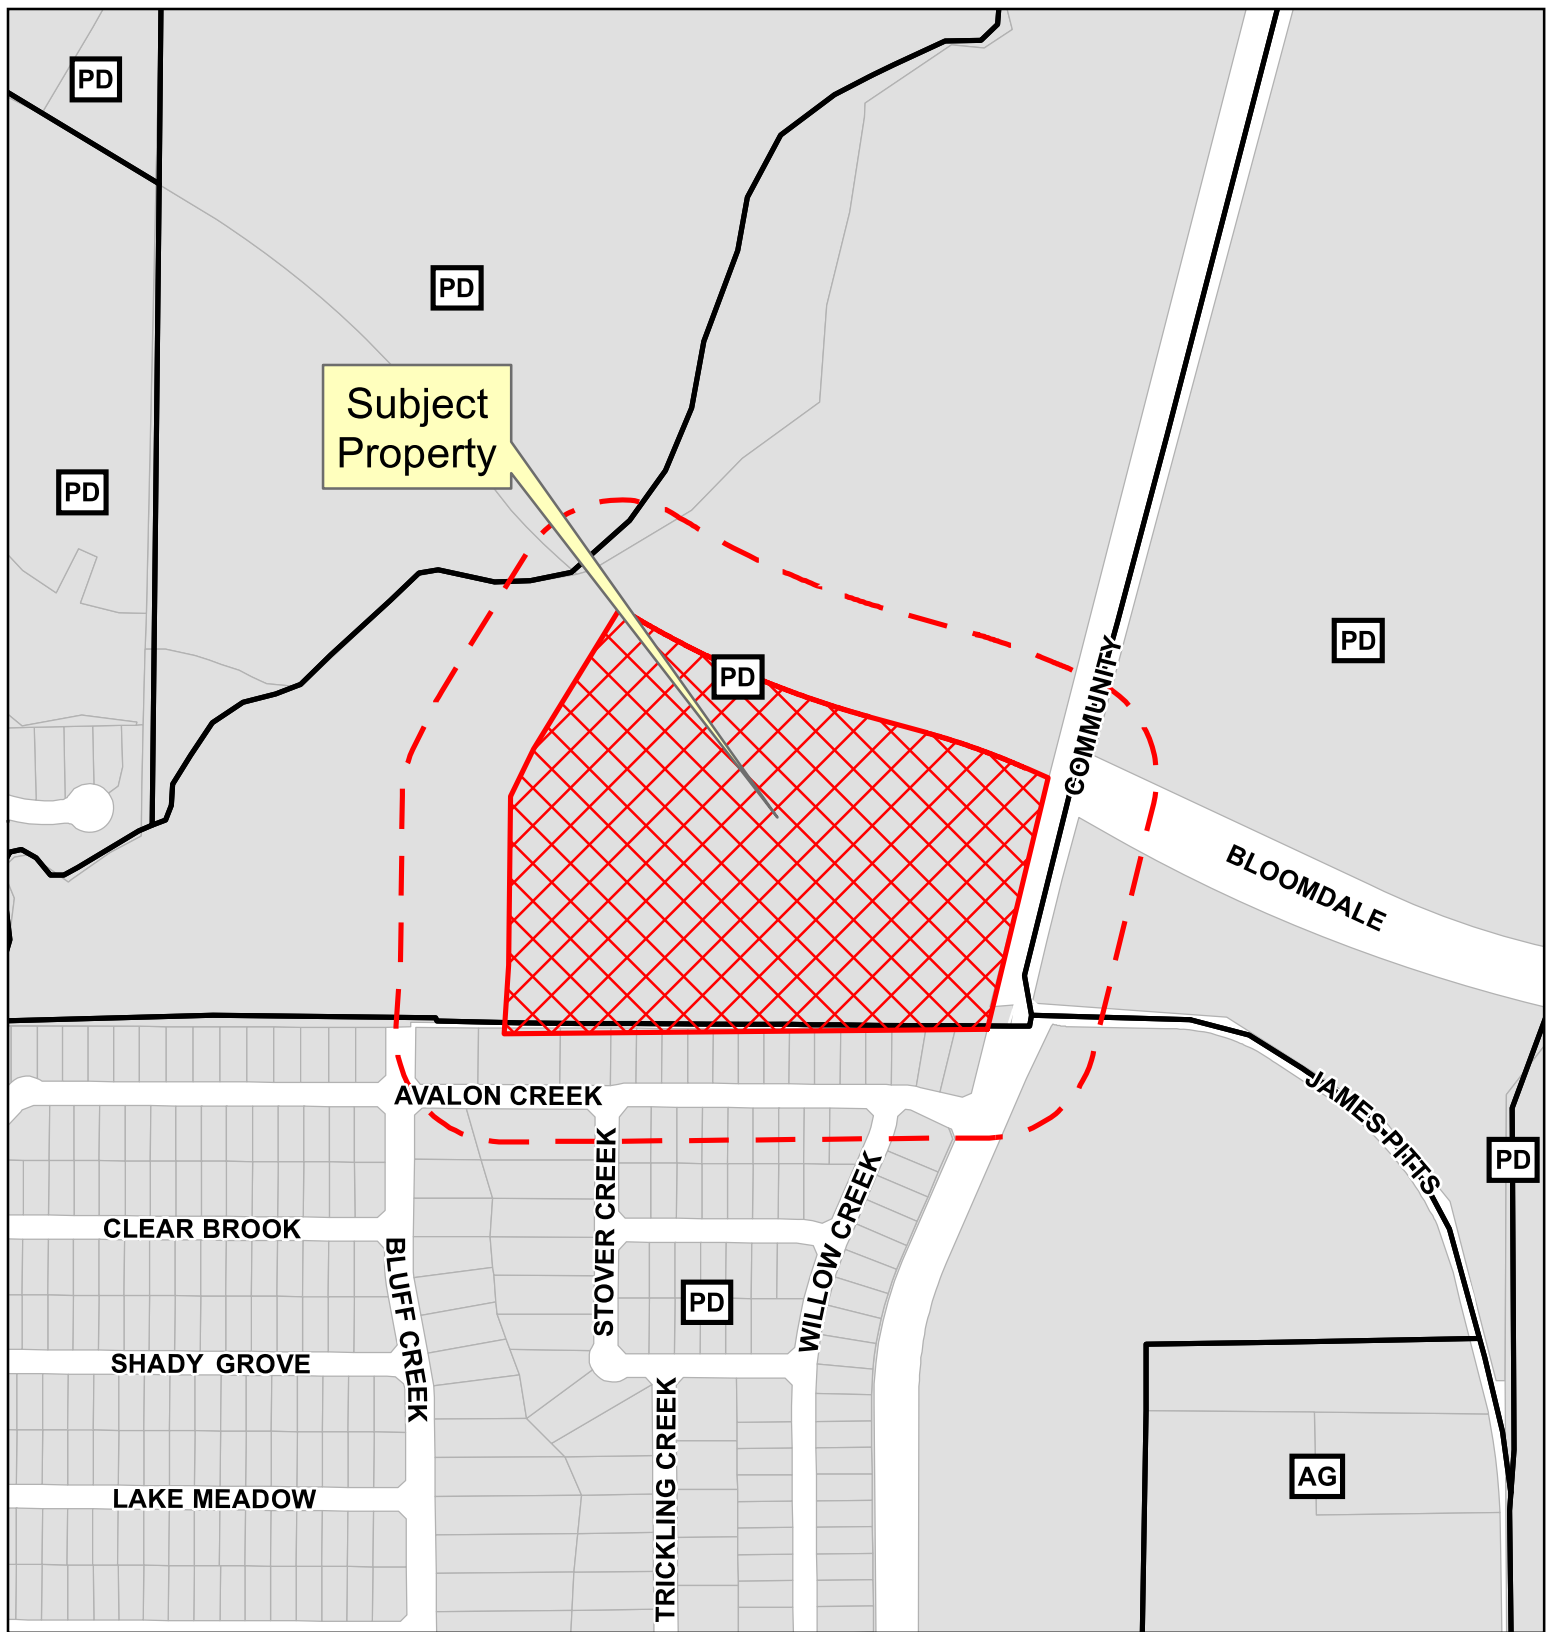 PD
PD
Subject
Property
PD
PD
PD
COMMUNITY
BLOOMDALE
AVALON CREEK
JAMES PITTS
PD
STOVER CREEK
WILLOW CREEK
CLEAR BROOK
BLUFF CREEK
PD
SHADY GROVE
TRICKLING CREEK
AG
LAKE MEADOW